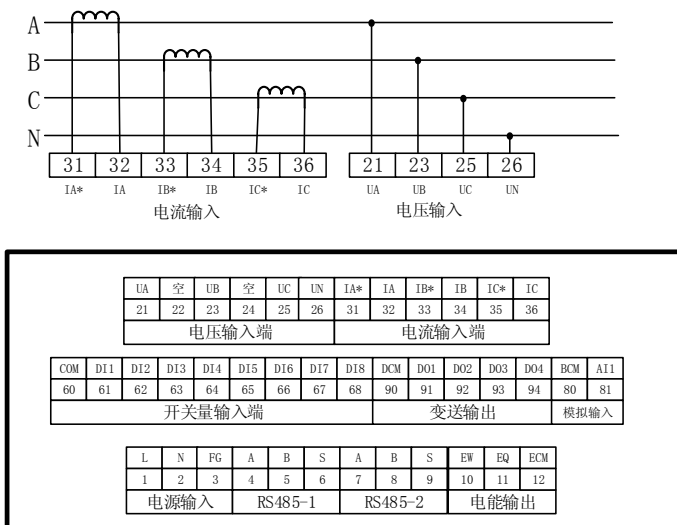 A
B
C
N
31 32 33 34 35 36 21 23 25 26
IA* IA IB* IB IC* IC UA UB UC UN
电流输入 电压输入
UA 空 UB 空 UC UN IA* IA IB* IB IC* IC
21 22 23 24 25 26 31 32 33 34 35 36
电压输入端 电流输入端
COM DI1 DI2 DI3 DI4 DI5 DI6 DI7 DI8 DCM DO1 DO2 DO3 DO4 BCM AI1
60 61 62 63 64 65 66 67 68 90 91 92 93 94 80 81
开关量输入端 变送输出 模拟输入
L N FG A B S A B S EW EQ ECM
1 2 3 4 5 6 7 8 9 10 11 12
电源输入 RS485-1 RS485-2 电能输出